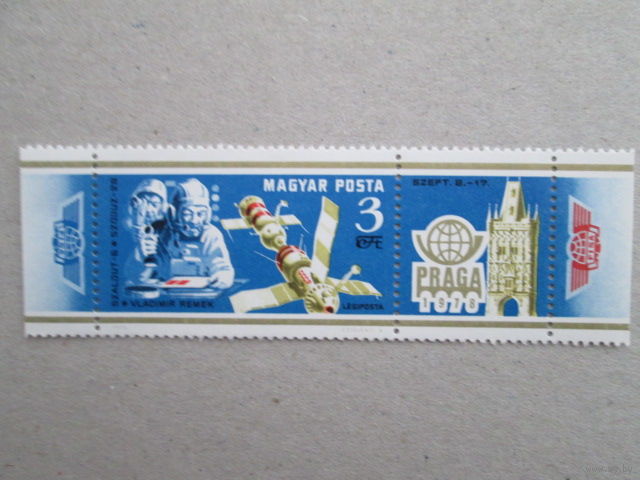 SZALJUT-6 ★ SZOJUZ-28
★ VLADIMIR REMEK
MAGYAR POSTA
3
Ft
LÉGIPOSTA
SZEPT. 8.-17.
PRAGA
1978